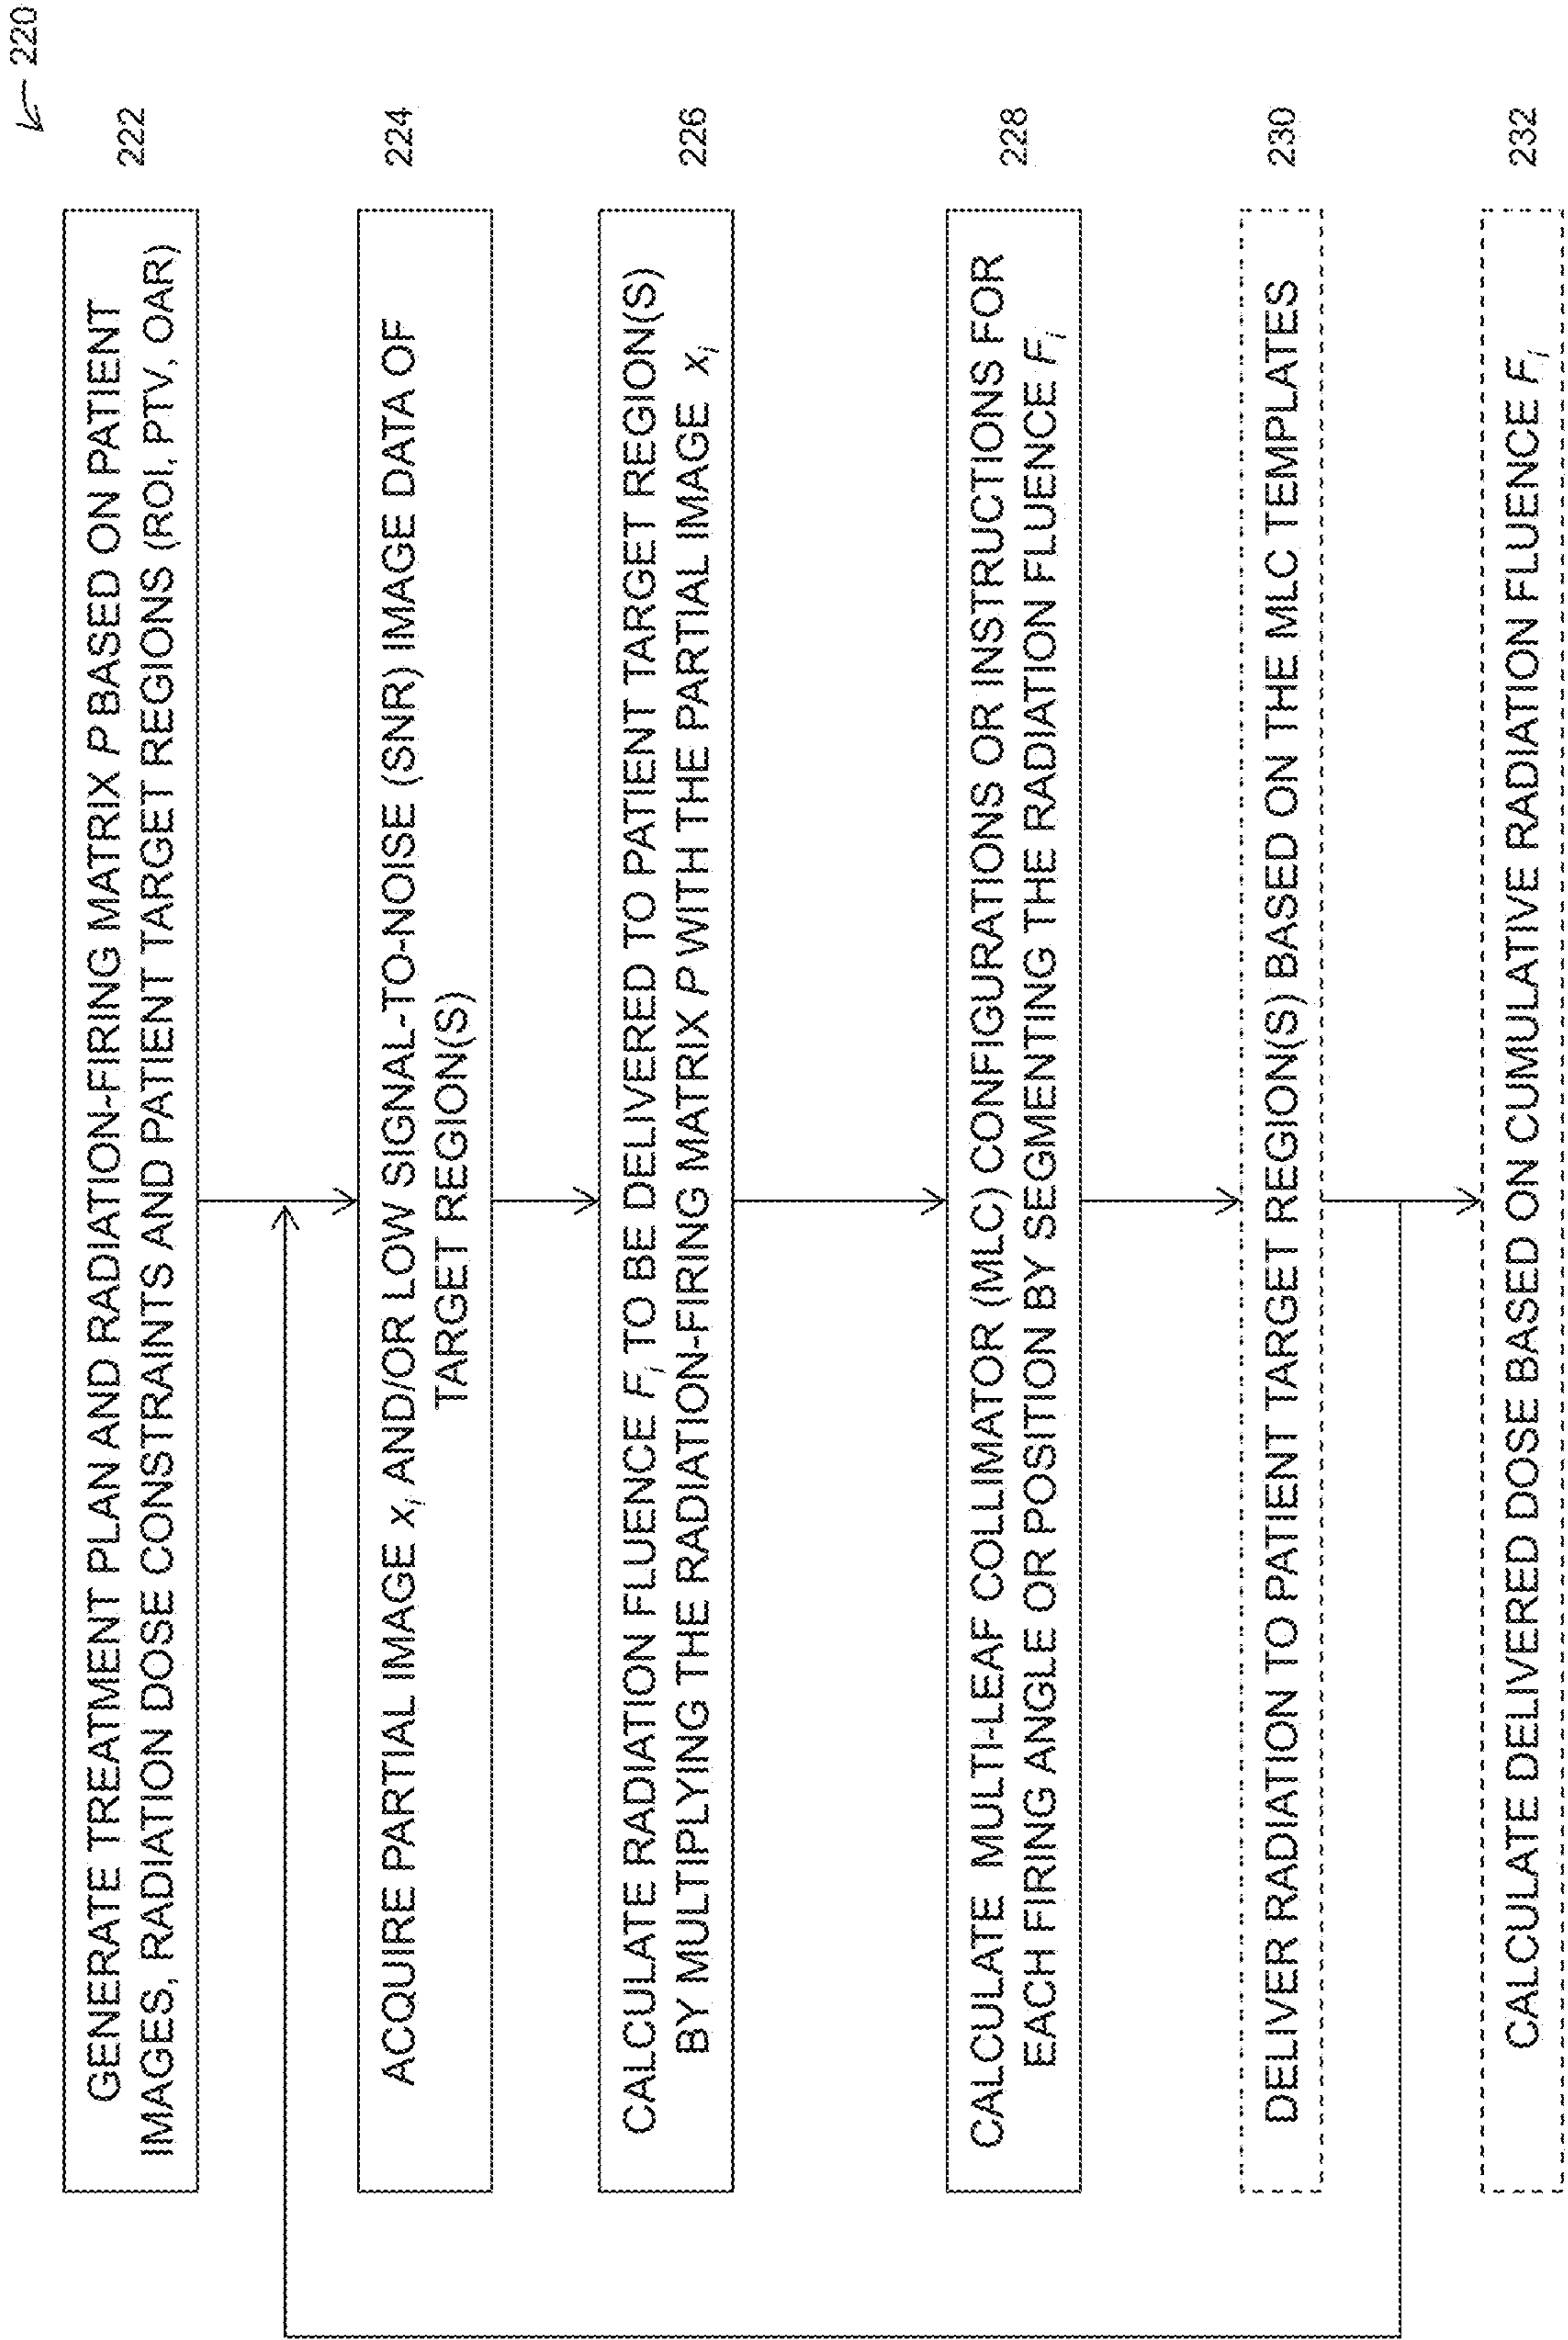 220
GENERATE TREATMENT PLAN AND RADIATION-FIRING MATRIX P BASED ON PATIENT
IMAGES, RADIATION DOSE CONSTRAINTS AND PATIENT TARGET REGIONS (ROI, PTV, OAR)
222
ACQUIRE PARTIAL IMAGE xᵢ AND/OR LOW SIGNAL-TO-NOISE (SNR) IMAGE DATA OF
TARGET REGION(S)
224
CALCULATE RADIATION FLUENCE Fᵢ TO BE DELIVERED TO PATIENT TARGET REGION(S)
BY MULTIPLYING THE RADIATION-FIRING MATRIX P WITH THE PARTIAL IMAGE xᵢ
226
CALCULATE MULTI-LEAF COLLIMATOR (MLC) CONFIGURATIONS OR INSTRUCTIONS FOR
EACH FIRING ANGLE OR POSITION BY SEGMENTING THE RADIATION FLUENCE Fᵢ
228
DELIVER RADIATION TO PATIENT TARGET REGION(S) BASED ON THE MLC TEMPLATES
230
CALCULATE DELIVERED DOSE BASED ON CUMULATIVE RADIATION FLUENCE Fᵢ
232